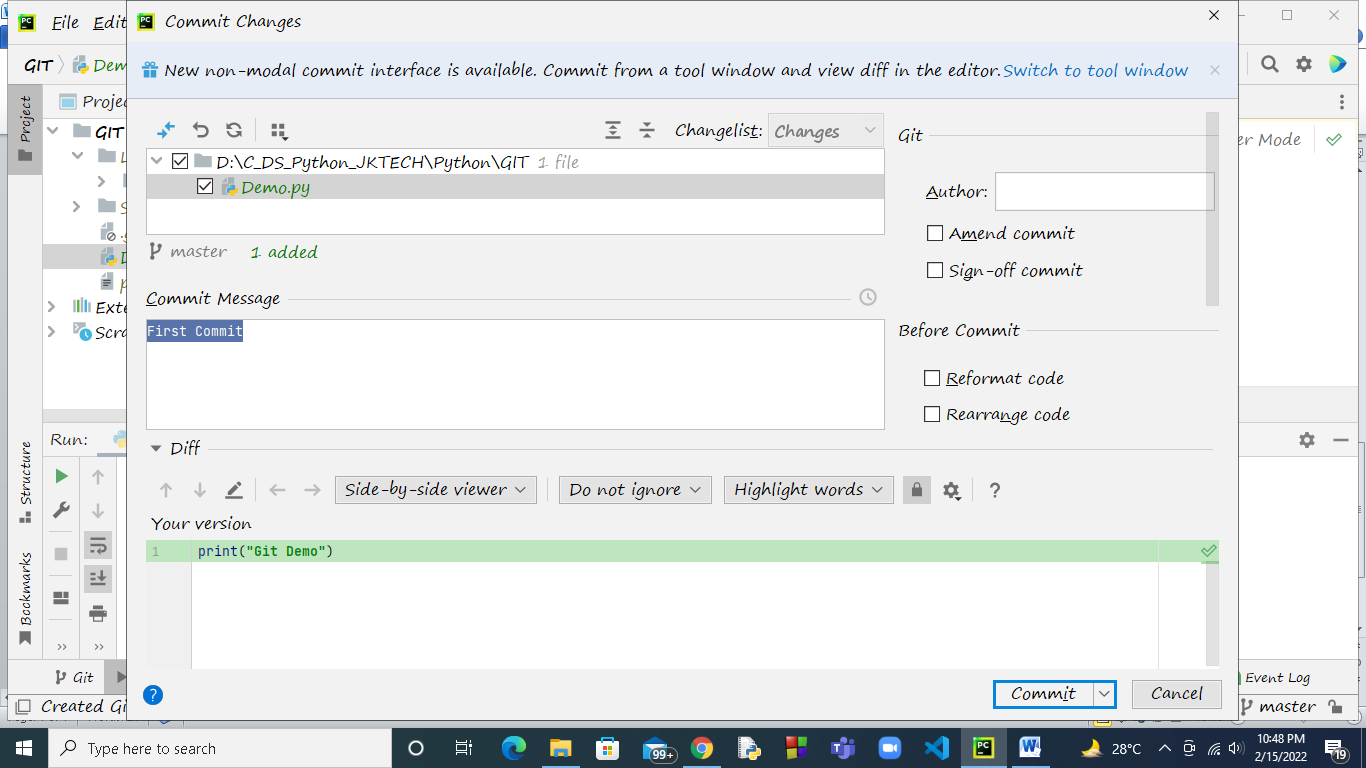 File Edit
Commit Changes
GIT
Demo
New non-modal commit interface is available. Commit from a tool window and view diff in the editor. Switch to tool window
Project
Changelist: Changes
Git
er Mode
GIT
D:\C_DS_Python_JKTECH\Python\GIT 1 file
Demo.py
Author:
Amend commit
master 1 added
Sign-off commit
Commit Message
First Commit
Before Commit
Reformat code
Rearrange code
Run:
Diff
Structure
Side-by-side viewer
Do not ignore
Highlight words
?
Your version
1 print("Git Demo")
Bookmarks
Git
Event Log
?
Commit
Cancel
Created Gi
master
Type here to search
99+
28°C
10:48 PM
2/15/2022
19